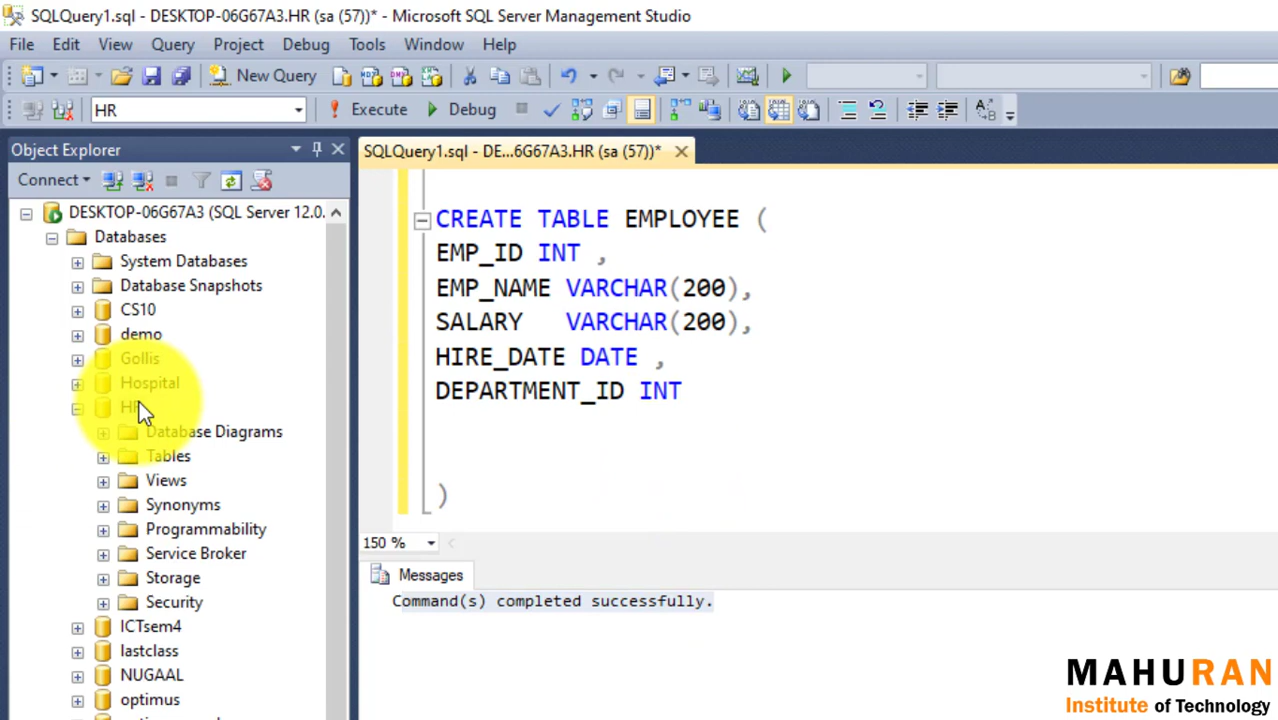 SQLQuery1.sql - DESKTOP-06G67A3.HR (sa (57))* - Microsoft SQL Server Management Studio
File Edit View Query Project Debug Tools Window Help
New Query
HR Execute Debug
Object Explorer
SQLQuery1.sql - DE...6G67A3.HR (sa (57))*
Connect
DESKTOP-06G67A3 (SQL Server 12.0.
Databases
System Databases
Database Snapshots
CS10
demo
Gollis
Hospital
HR
Database Diagrams
Tables
Views
Synonyms
Programmability
Service Broker
Storage
Security
ICTsem4
lastclass
NUGAAL
optimus
CREATE TABLE EMPLOYEE (
EMP_ID INT ,
EMP_NAME VARCHAR(200),
SALARY VARCHAR(200),
HIRE_DATE DATE ,
DEPARTMENT_ID INT
)
150 %
Messages
Command(s) completed successfully.
MAHURAN
Institute of Technology